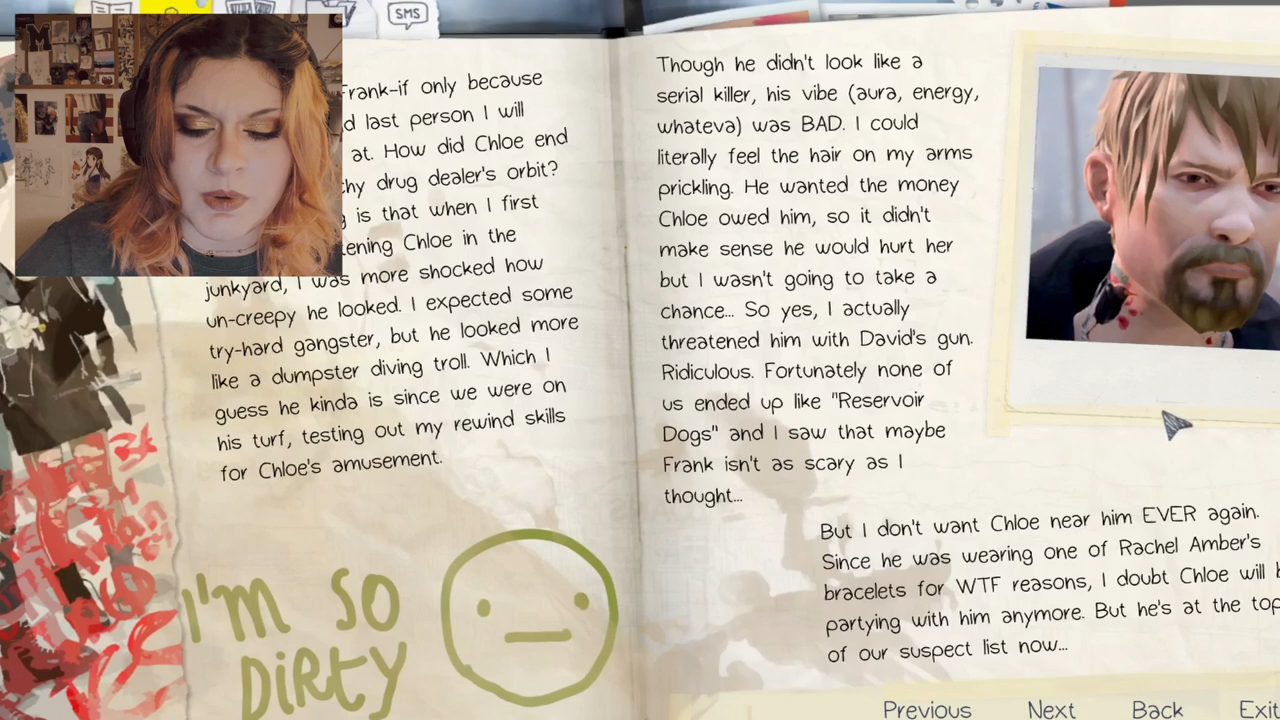 SMS
Frank-if only because
d last person I will
at. How did Chloe end
thy drug dealer's orbit?
g is that when I first
tening Chloe in the
junkyard, I was more shocked how
un-creepy he looked. I expected some
try-hard gangster, but he looked more
like a dumpster diving troll. Which I
guess he kinda is since we were on
his turf, testing out my rewind skills
for Chloe's amusement.
I'm SO
DiRty
Though he didn't look like a
serial killer, his vibe (aura, energy,
whateva) was BAD. I could
literally feel the hair on my arms
prickling. He wanted the money
Chloe owed him, so it didn't
make sense he would hurt her
but I wasn't going to take a
chance... So yes, I actually
threatened him with David's gun.
Ridiculous. Fortunately none of
us ended up like "Reservoir
Dogs" and I saw that maybe
Frank isn't as scary as I
thought...
But I don't want Chloe near him EVER again.
Since he was wearing one of Rachel Amber's
bracelets for WTF reasons, I doubt Chloe will b
partying with him anymore. But he's at the top
of our suspect list now...
Previous Next Back Exit